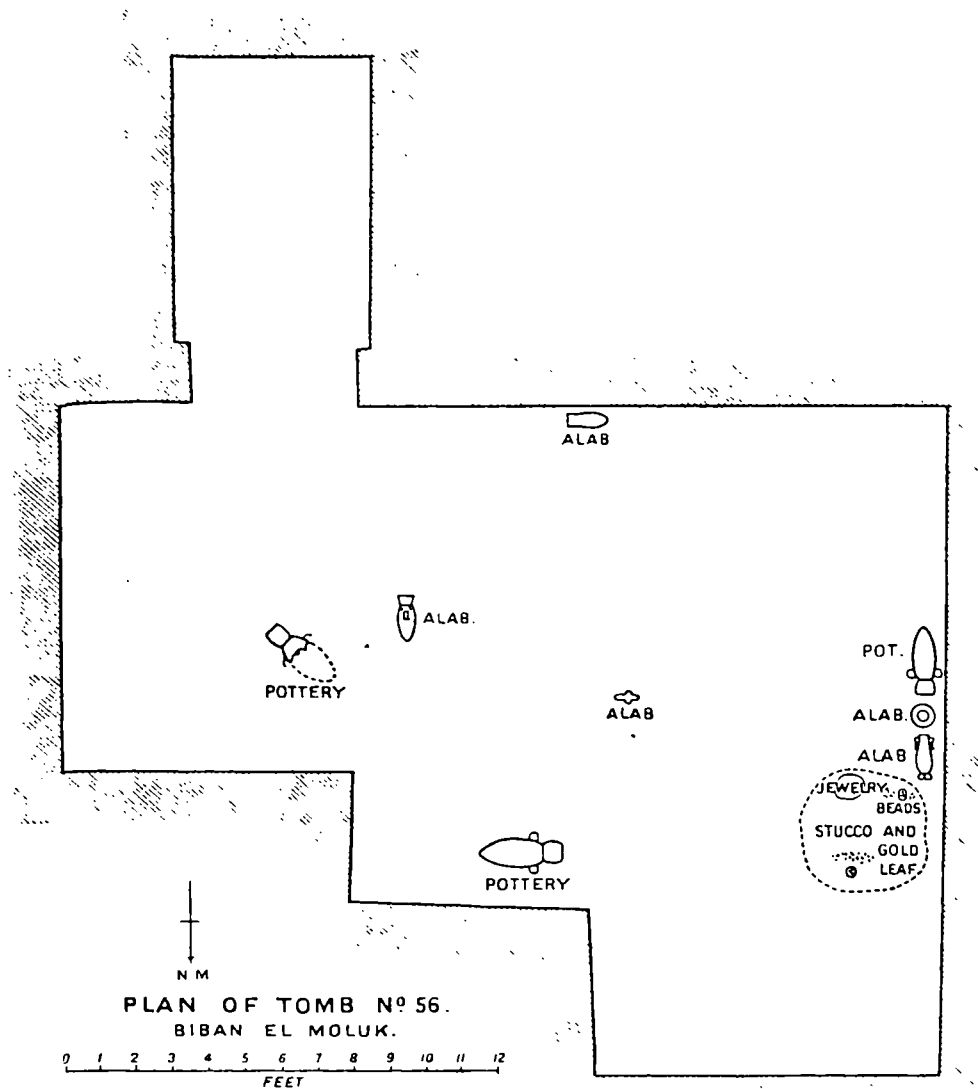 ALAB
ALAB.
POTTERY
POT.
ALAB
ALAB.
ALAB
JEWELRY
BEADS
STUCCO AND
GOLD
LEAF
POTTERY
N M
PLAN OF TOMB Nº 56.
BIBAN EL MOLUK.
0 1 2 3 4 5 6 7 8 9 10 11 12
FEET